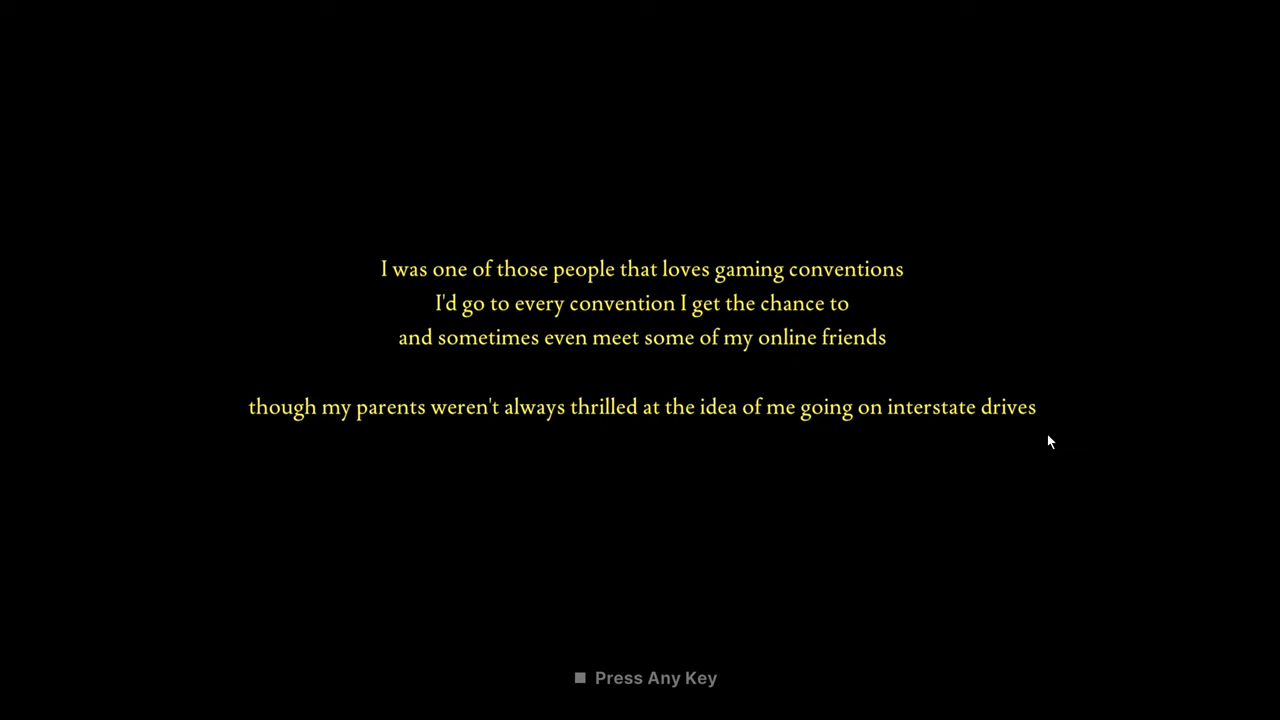 I was one of those people that loves gaming conventions
I'd go to every convention I get the chance to
and sometimes even meet some of my online friends
though my parents weren't always thrilled at the idea of me going on interstate drives
Press Any Key